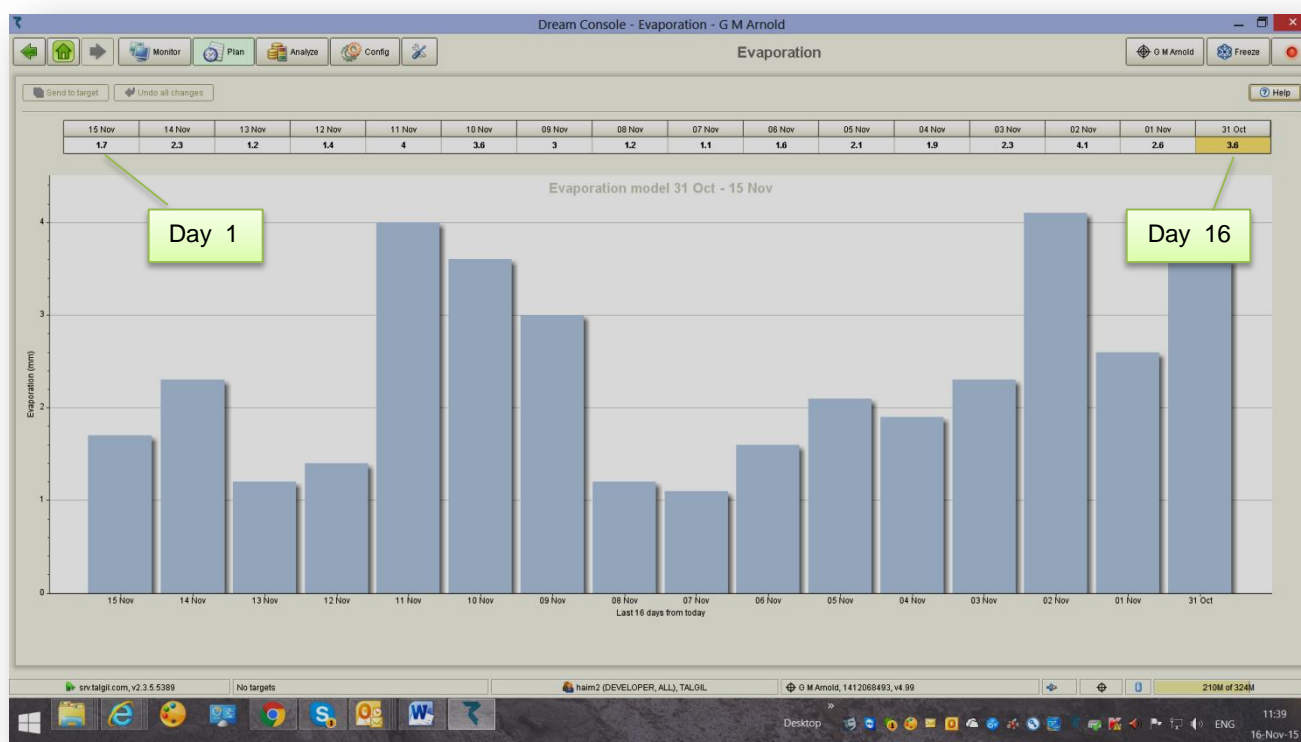 Dream Console - Evaporation - G M Arnold
Monitor Plan Analyze Config Evaporation G M Arnold Freeze
Send to target Undo all changes Help
15 Nov 14 Nov 13 Nov 12 Nov 11 Nov 10 Nov 09 Nov 08 Nov 07 Nov 06 Nov 05 Nov 04 Nov 03 Nov 02 Nov 01 Nov 31 Oct
1.7 2.3 1.2 1.4 4 3.6 3 1.2 1.1 1.6 2.1 1.9 2.3 4.1 2.6 3.6
Evaporation model 31 Oct - 15 Nov
Day 1
Day 16
4
3
2
1
0
Evaporation (mm)
15 Nov 14 Nov 13 Nov 12 Nov 11 Nov 10 Nov 09 Nov 08 Nov 07 Nov 06 Nov 05 Nov 04 Nov 03 Nov 02 Nov 01 Nov 31 Oct
Last 16 days from today
srv.talgil.com, v2.3.5.5389 No targets haim2 (DEVELOPER, ALL), TALGIL G M Arnold, 1412068493, v4.99 210M of 324M
Desktop » ENG 11:39
16-Nov-15